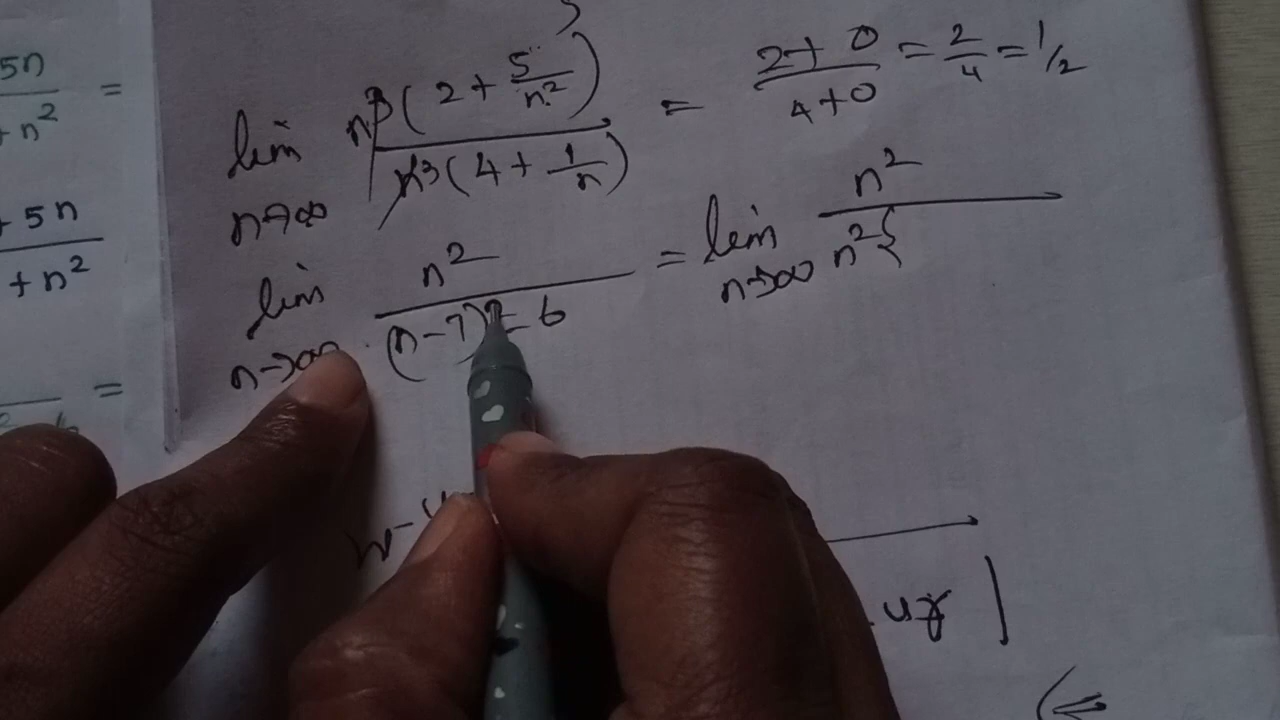 5n / + n² =
lim n→∞ n³(2 + 5/n²) / n³(4 + 1/n) = 2 + 0 / 4 + 0 = 2/4 = 1/2
+ 5n / + n²
lim n→∞ n² / (n - 7)² - 6 = lim n→∞ n² / n²{
=